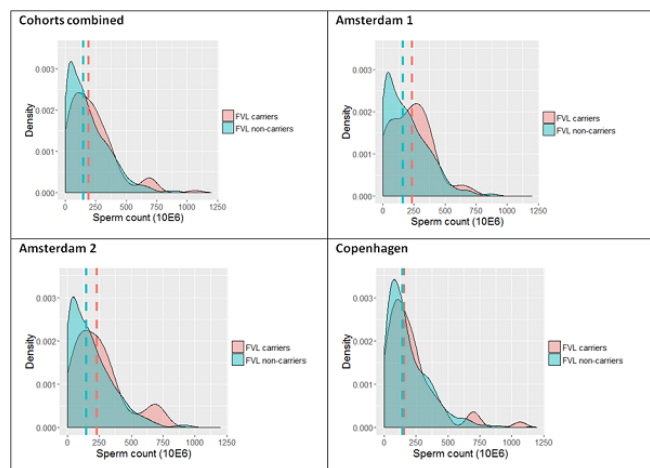 Cohorts combined
0.003
0.002
0.001
0.000
Density
0 250 500 750 1000 1250
Sperm count (10E6)
FVL carriers
FVL non-carriers
Amsterdam 1
0.003
0.002
0.001
0.000
Density
0 250 500 750 1000 1250
Sperm count (10E6)
FVL carriers
FVL non-carriers
Amsterdam 2
0.003
0.002
0.001
0.000
Density
0 250 500 750 1000 1250
Sperm count (10E6)
FVL carriers
FVL non-carriers
Copenhagen
0.003
0.002
0.001
0.000
Density
0 250 500 750 1000 1250
Sperm count (10E6)
FVL carriers
FVL non-carriers